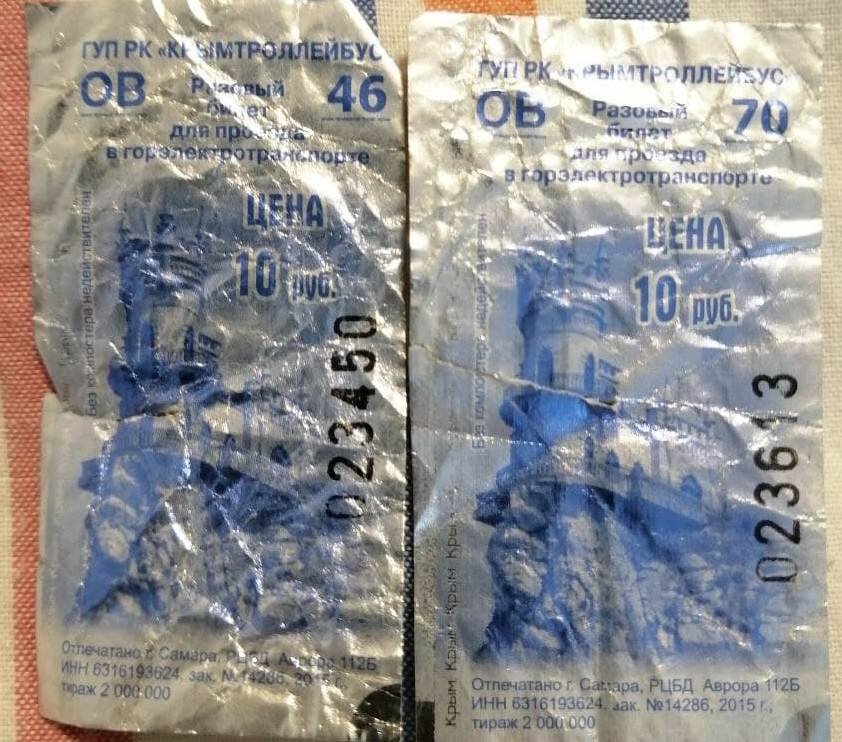 ГУП РК «КРЫМТРОЛЛЕЙБУС
ОВ Разовый 46
билет
для проезда
в горэлектротранспорте
ЦЕНА
10 руб.
Без компостера недействителен
023450
Отпечатано г. Самара, РЦБД Аврора 112Б
ИНН 6316193624, зак. №14286, 2015 г.,
тираж 2 000 000
ГУП РК «КРЫМТРОЛЛЕЙБУС
ОВ Разовый 70
билет
для проезда
в горэлектротранспорте
ЦЕНА
10 руб.
Без компостера недействителен
023613
Крым Крым Крым Крым
Отпечатано г. Самара, РЦБД Аврора 112Б
ИНН 6316193624, зак. №14286, 2015 г.,
тираж 2 000 000